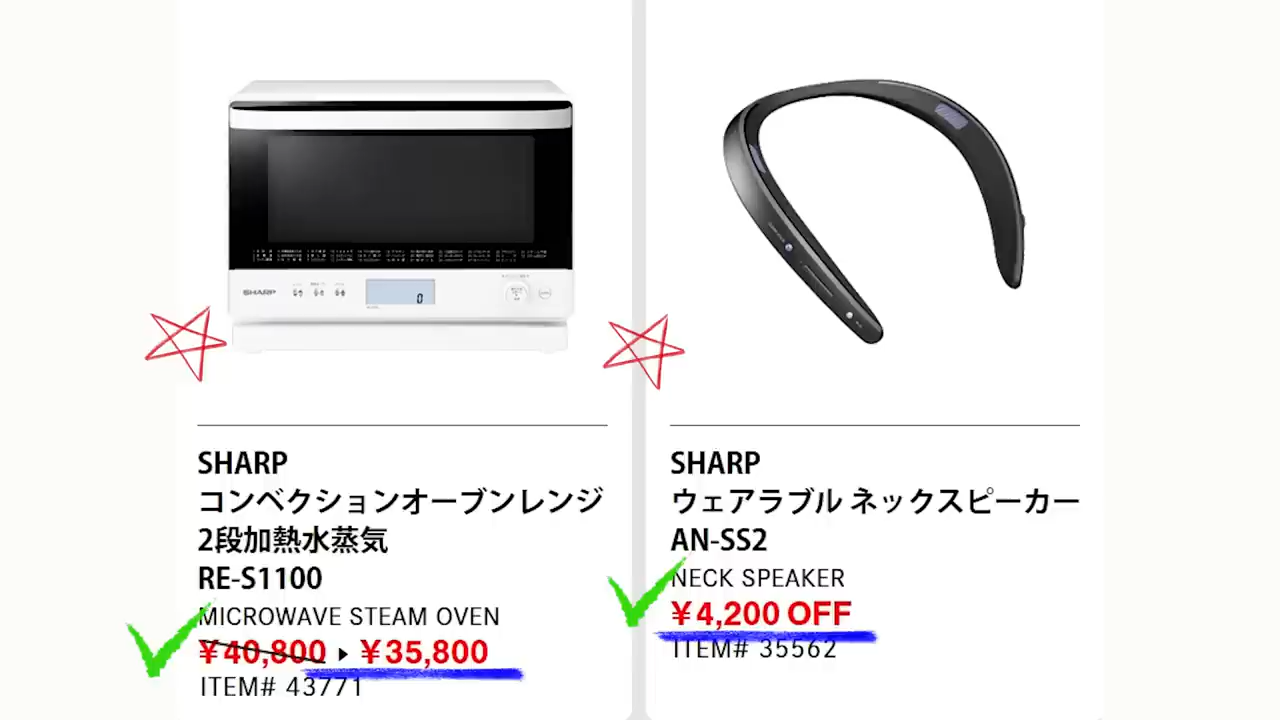 SHARP
0
SHARP
コンベクションオーブンレンジ
2段加熱水蒸気
RE-S1100
MICROWAVE STEAM OVEN
¥40,800 ▸ ¥35,800
ITEM# 43771
SHARP
ウェアラブル ネックスピーカー
AN-SS2
NECK SPEAKER
¥4,200 OFF
ITEM# 35562